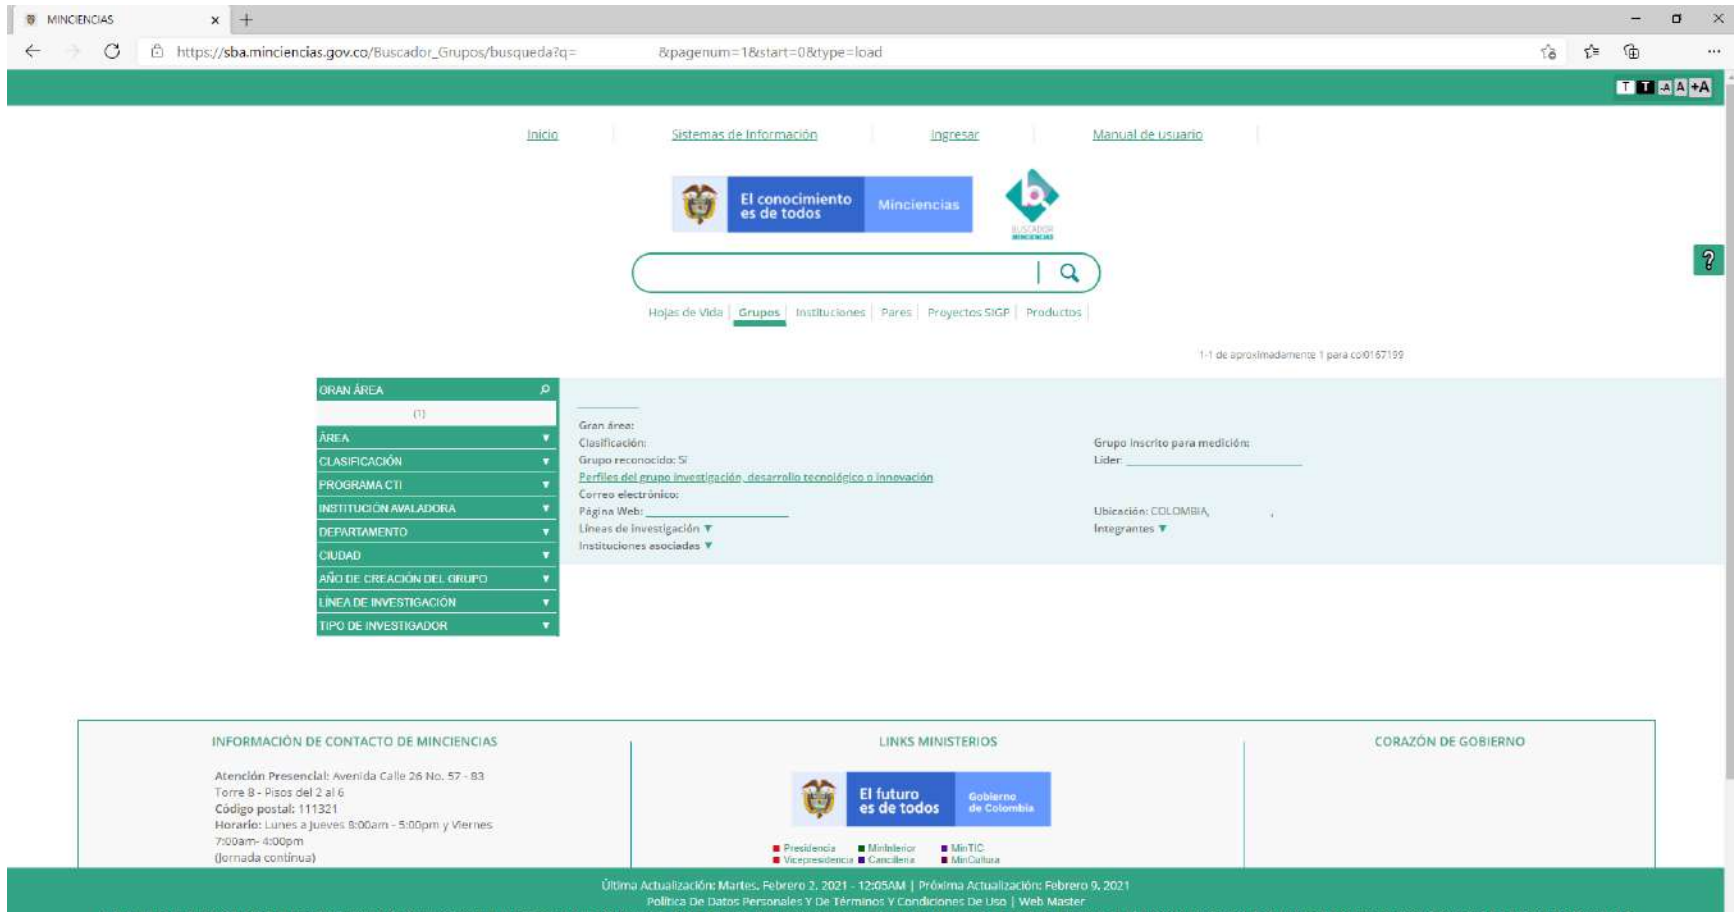 MINCIENCIAS
https://sba.minciencias.gov.co/Buscador_Grupos/busqueda?q= &pagenum=1&start=0&type=load
T T -A A +A
Inicio Sistemas de Información Ingresar Manual de usuario
El conocimiento es de todos Minciencias
BUSCADOR
MINCIENCIAS
?
Hojas de Vida Grupos Instituciones Pares Proyectos SIGP Productos
1-1 de aproximadamente 1 para col0167199
GRAN ÁREA
(1)
ÁREA
CLASIFICACIÓN
PROGRAMA CTI
INSTITUCIÓN AVALADORA
DEPARTAMENTO
CIUDAD
AÑO DE CREACIÓN DEL GRUPO
LÍNEA DE INVESTIGACIÓN
TIPO DE INVESTIGADOR
Gran área:
Clasificación: Grupo inscrito para medición:
Grupo reconocido: Sí Líder:
Perfiles del grupo investigación, desarrollo tecnológico o innovación
Correo electrónico:
Página Web: Ubicación: COLOMBIA, ,
Líneas de investigación ▼ Integrantes ▼
Instituciones asociadas ▼
INFORMACIÓN DE CONTACTO DE MINCIENCIAS
Atención Presencial: Avenida Calle 26 No. 57 - 83
Torre 8 - Pisos del 2 al 6
Código postal: 111321
Horario: Lunes a Jueves 8:00am - 5:00pm y Viernes
7:00am- 4:00pm
(Jornada contínua)
LINKS MINISTERIOS
El futuro es de todos Gobierno de Colombia
Presidencia MinInterior MinTIC
Vicepresidencia Cancilleria MinCultura
CORAZÓN DE GOBIERNO
Última Actualización: Martes, Febrero 2, 2021 - 12:05AM | Próxima Actualización: Febrero 9, 2021
Política De Datos Personales Y De Términos Y Condiciones De Uso | Web Master